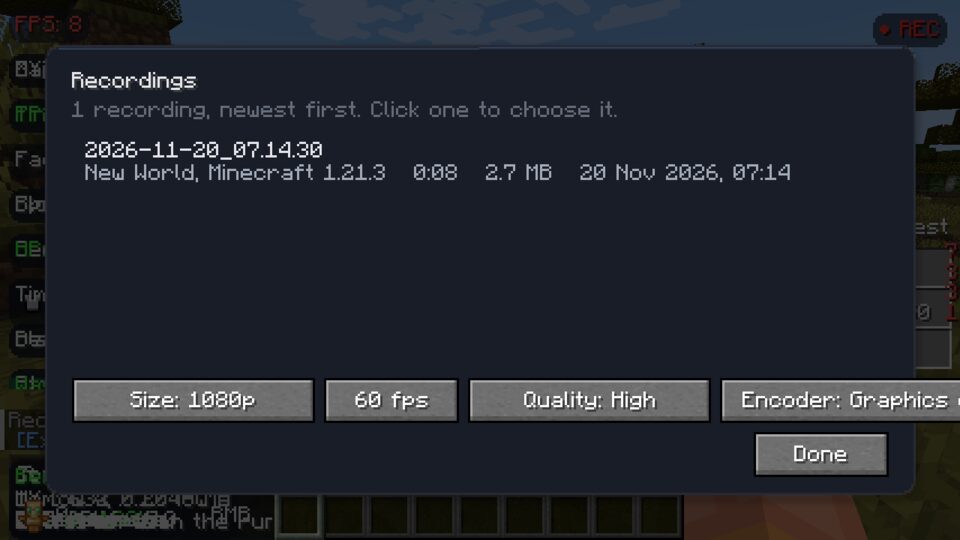 FPS: 8
REC
Recordings
1 recording, newest first. Click one to choose it.
2026-11-20_07.14.30
New World, Minecraft 1.21.3 0:08 2.7 MB 20 Nov 2026, 07:14
Size: 1080p
60 fps
Quality: High
Encoder: Graphics
Done
RMB